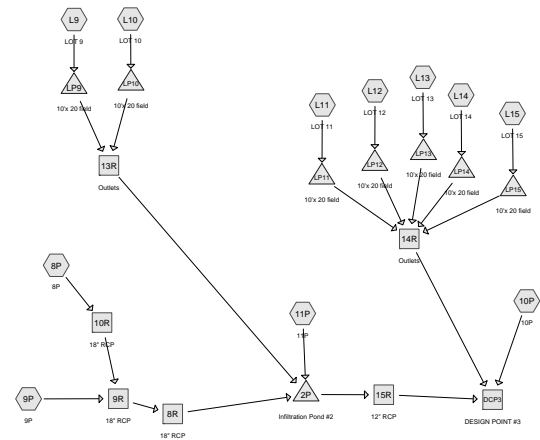 L9
L10
LOT 9
LOT 10
LP9
LP10
10'x 20 field
10'x 20 field
13R
Outlets
L11
L12
L13
L14
L15
LOT 11
LOT 12
LOT 13
LOT 14
LOT 15
LP11
LP12
LP13
LP14
LP15
10'x 20 field
10'x 20 field
10'x 20 field
10'x 20 field
10'x 20 field
14R
Outlets
8P
8P
10R
18" RCP
11P
11P
10P
10P
9P
9P
9R
18" RCP
8R
18" RCP
2P
Infiltration Pond #2
15R
12" RCP
DCP3
DESIGN POINT #3